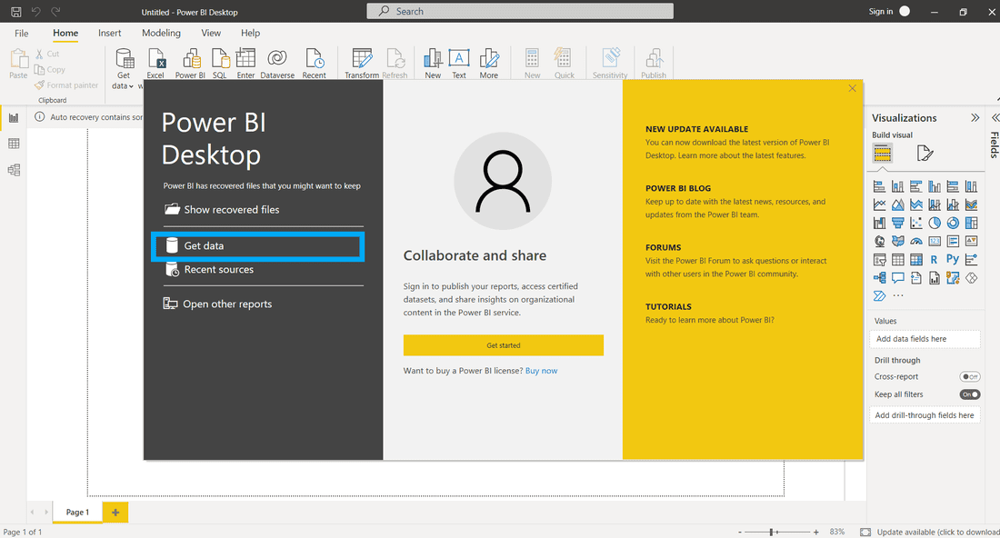 Untitled - Power BI Desktop
Search
Sign in
File
Home
Insert
Modeling
View
Help
Paste
Cut
Copy
Format painter
Clipboard
Get
data
Excel
w
Power BI
SQL
Enter
Dataverse
Recent
Transform
Refresh
New
Text
More
New
Quick
Sensitivity
Publish
Auto recovery contains
Power BI
Desktop
Power BI has recovered files that you might want to keep
Show recovered files
Get data
Recent sources
Open other reports
Collaborate and share
Sign in to publish your reports, access certified
datasets, and share insights on organizational
content in the Power BI service.
Get started
Want to buy a Power BI license? Buy now
NEW UPDATE AVAILABLE
You can now download the latest version of Power BI
Desktop. Learn more about the latest features.
POWER BI BLOG
Keep up to date with the latest news, resources, and
updates from the Power BI team.
FORUMS
Visit the Power BI Forum to ask questions or interact
with other users in the Power BI community.
TUTORIALS
Ready to learn more about Power BI?
Visualizations
Build visual
Fields
A
123
R
Py
Values
Add data fields here
Drill through
Cross-report
Off
Keep all filters
On
Add drill-through fields here
Page 1
Page 1 of 1
83%
Update available (click to download